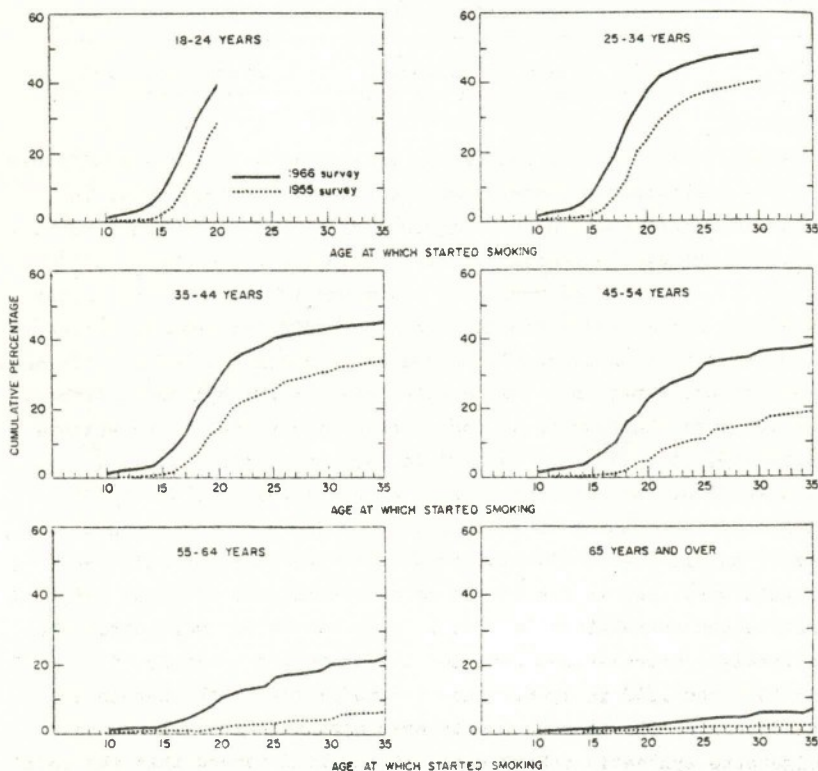 60
40
20
0
18-24 YEARS
1966 survey
1955 survey
10 15 20 25 30 35
60
40
20
0
25-34 YEARS
10 15 20 25 30 35
AGE AT WHICH STARTED SMOKING
CUMULATIVE PERCENTAGE
60
40
20
0
35-44 YEARS
10 15 20 25 30 35
60
40
20
0
45-54 YEARS
10 15 20 25 30 35
AGE AT WHICH STARTED SMOKING
60
40
20
0
55-64 YEARS
10 15 20 25 30 35
60
40
20
0
65 YEARS AND OVER
10 15 20 25 30 35
AGE AT WHICH STARTED SMOKING